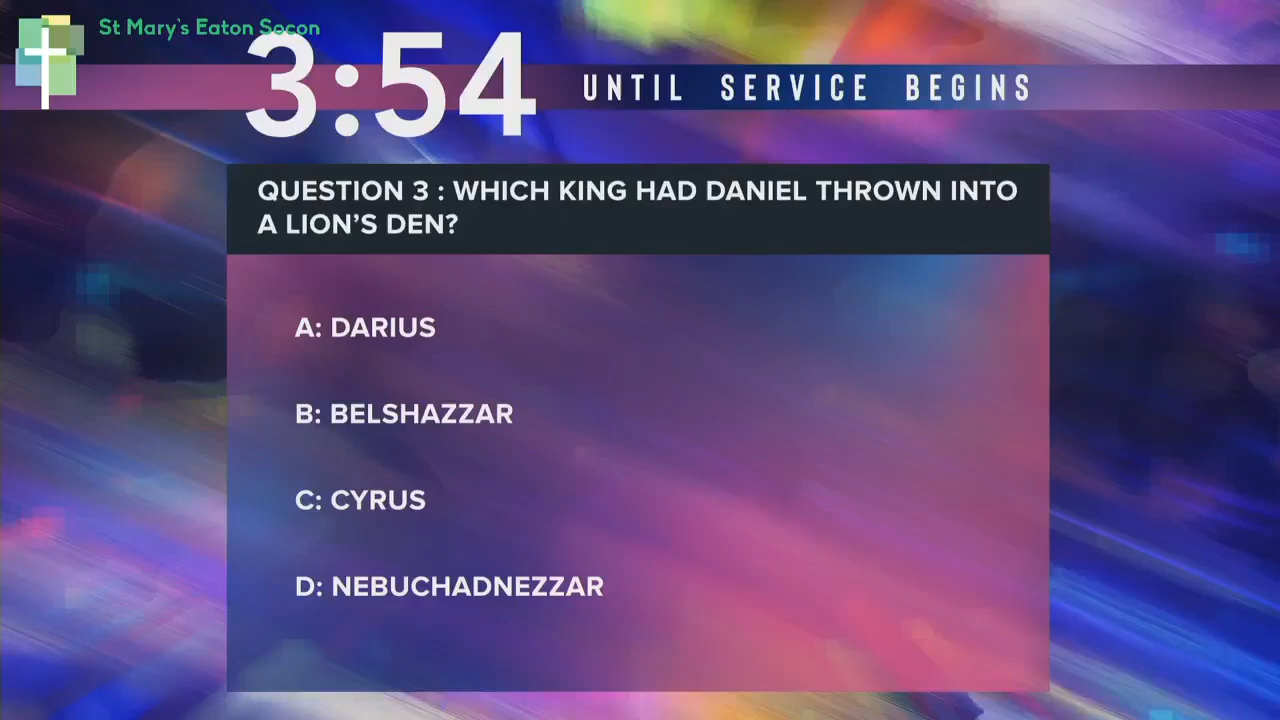 St Mary's Eaton Socon
3:54 UNTIL SERVICE BEGINS
QUESTION 3 : WHICH KING HAD DANIEL THROWN INTO
A LION’S DEN?
A: DARIUS
B: BELSHAZZAR
C: CYRUS
D: NEBUCHADNEZZAR